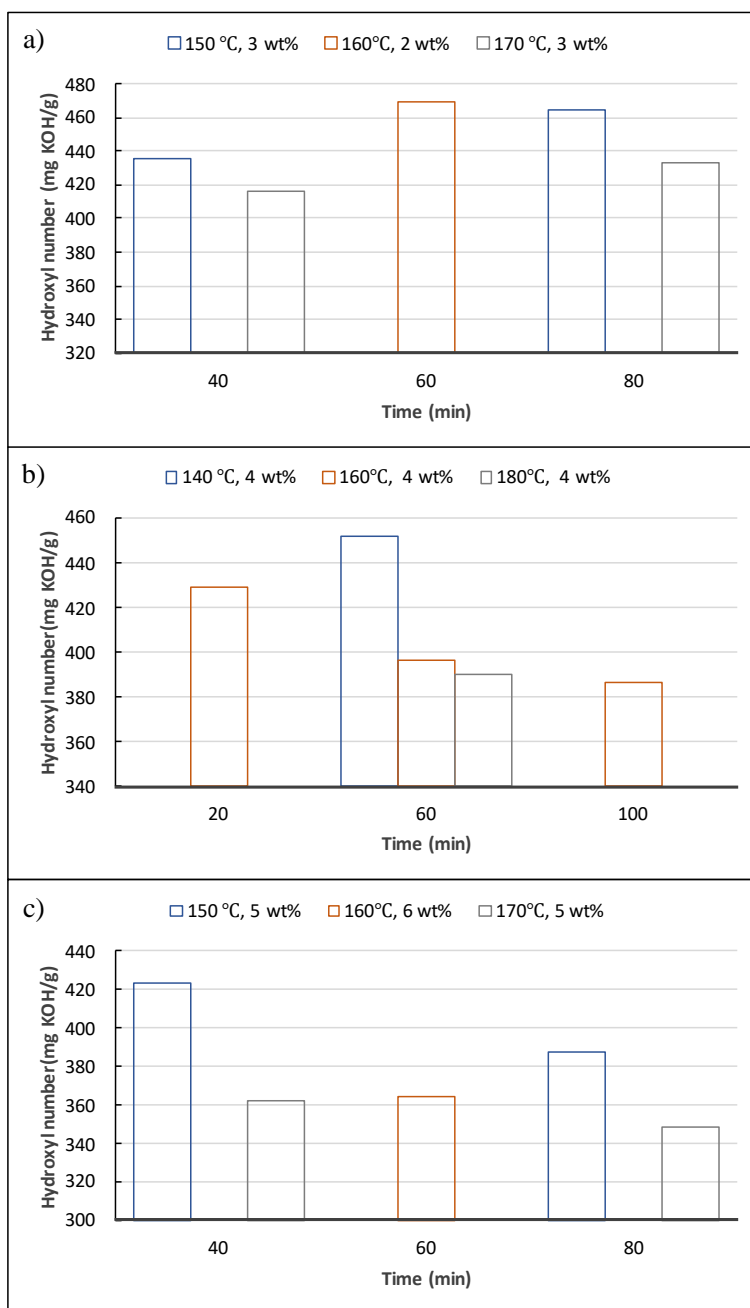 a)
150 ℃, 3 wt% 160℃, 2 wt% 170 ℃, 3 wt%
Hydroxyl number (mg KOH/g)
480
460
440
420
400
380
360
340
320
40 60 80
Time (min)
b)
140 ℃, 4 wt% 160℃, 4 wt% 180℃, 4 wt%
Hydroxyl number(mg KOH/g)
460
440
420
400
380
360
340
20 60 100
Time (min)
c)
150 ℃, 5 wt% 160℃, 6 wt% 170℃, 5 wt%
Hydroxyl number(mg KOH/g)
440
420
400
380
360
340
320
300
40 60 80
Time (min)